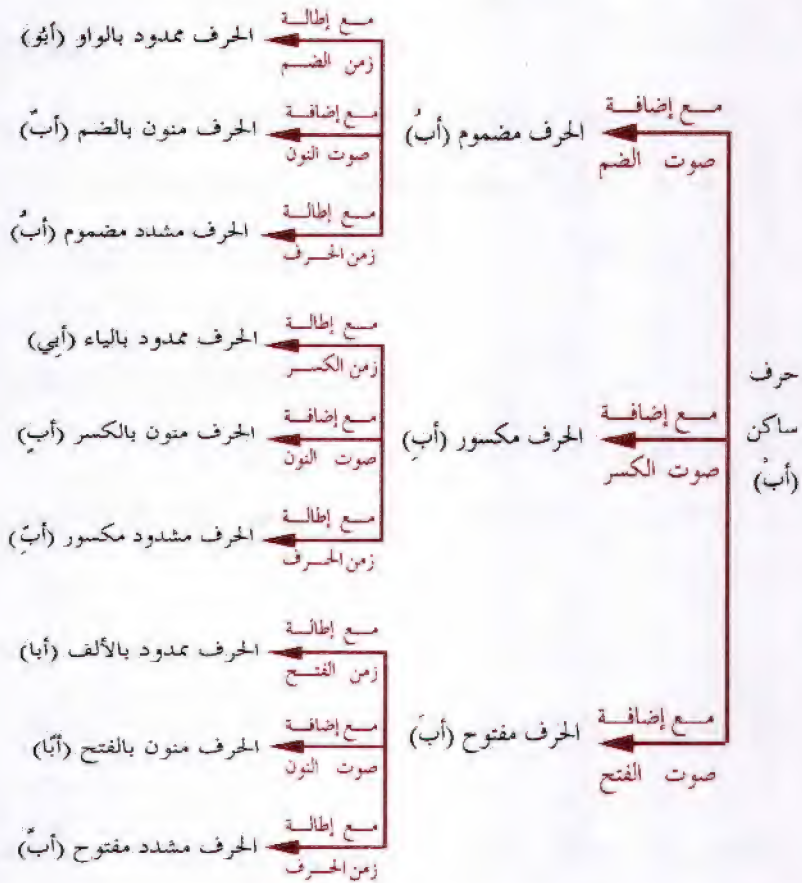 حرف
ساكن
(أبْ)
مع إضافة
صوت الضم
الحرف مضموم (أبُ)
مع إطالة
زمن الضم
الحرف ممدود بالواو (أبُو)
مع إضافة
صوت النون
الحرف منون بالضم (أبٌ)
مع إطالة
زمن الحرف
الحرف مشدد مضموم (أبُّ)
مع إضافة
صوت الكسر
الحرف مكسور (أبِ)
مع إطالة
زمن الكسر
الحرف ممدود بالياء (أبِي)
مع إضافة
صوت النون
الحرف منون بالكسر (أبٍ)
مع إطالة
زمن الحرف
الحرف مشدود مكسور (أبِّ)
مع إضافة
صوت الفتح
الحرف مفتوح (أبَ)
مع إطالة
زمن الفتح
الحرف ممدود بالألف (أبا)
مع إضافة
صوت النون
الحرف منون بالفتح (أبًا)
مع إطالة
زمن الحرف
الحرف مشدد مفتوح (أبَّ)